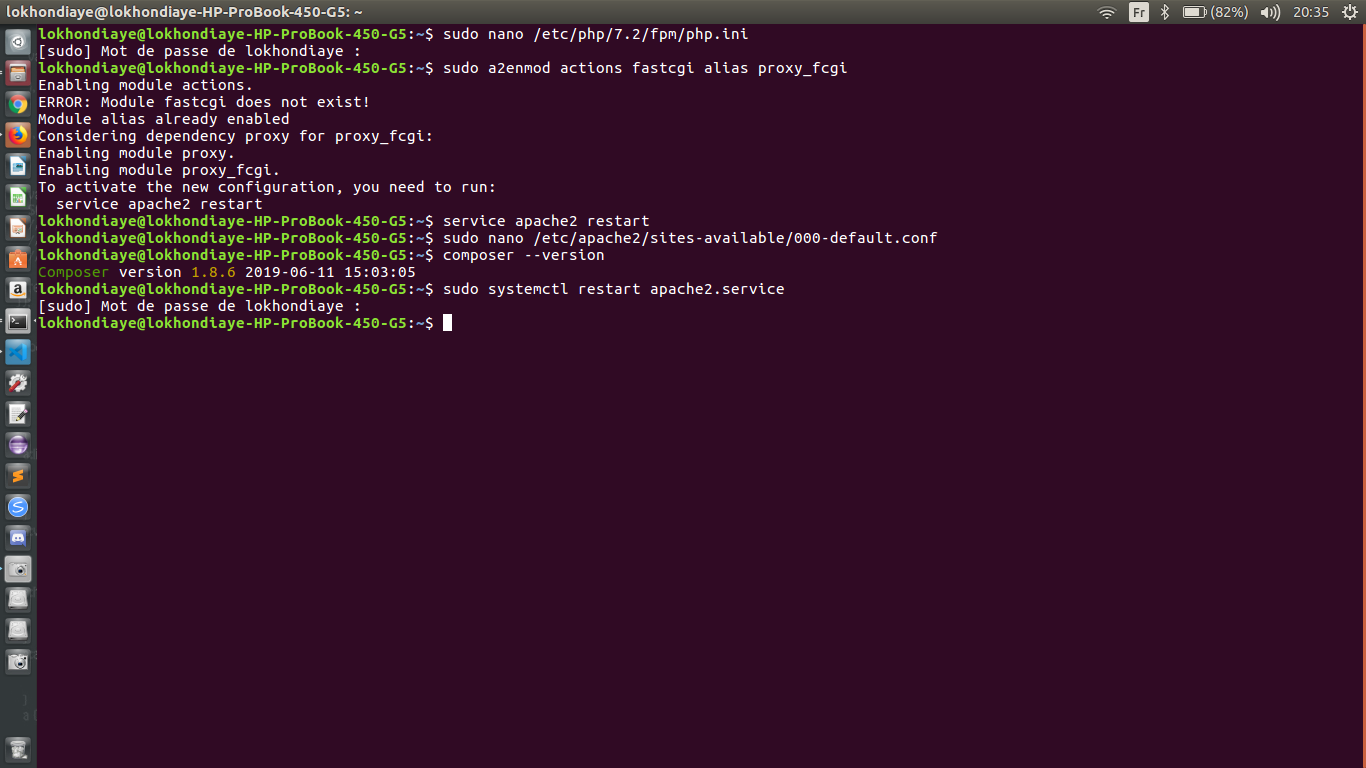 lokhondiaye@lokhondiaye-HP-ProBook-450-G5: ~
Fr
(82%)
20:35
lokhondiaye@lokhondiaye-HP-ProBook-450-G5:~$ sudo nano /etc/php/7.2/fpm/php.ini
[sudo] Mot de passe de lokhondiaye :
lokhondiaye@lokhondiaye-HP-ProBook-450-G5:~$ sudo a2enmod actions fastcgi alias proxy_fcgi
Enabling module actions.
ERROR: Module fastcgi does not exist!
Module alias already enabled
Considering dependency proxy for proxy_fcgi:
Enabling module proxy.
Enabling module proxy_fcgi.
To activate the new configuration, you need to run:
  service apache2 restart
lokhondiaye@lokhondiaye-HP-ProBook-450-G5:~$ service apache2 restart
lokhondiaye@lokhondiaye-HP-ProBook-450-G5:~$ sudo nano /etc/apache2/sites-available/000-default.conf
lokhondiaye@lokhondiaye-HP-ProBook-450-G5:~$ composer --version
Composer version 1.8.6 2019-06-11 15:03:05
lokhondiaye@lokhondiaye-HP-ProBook-450-G5:~$ sudo systemctl restart apache2.service
[sudo] Mot de passe de lokhondiaye :
lokhondiaye@lokhondiaye-HP-ProBook-450-G5:~$